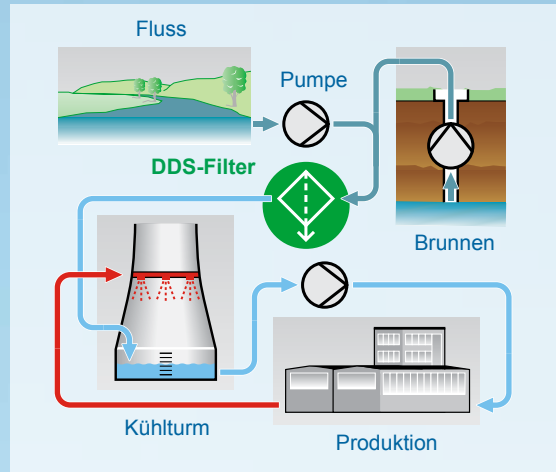 Fluss
Pumpe
DDS-Filter
Brunnen
Kühlturm
Produktion